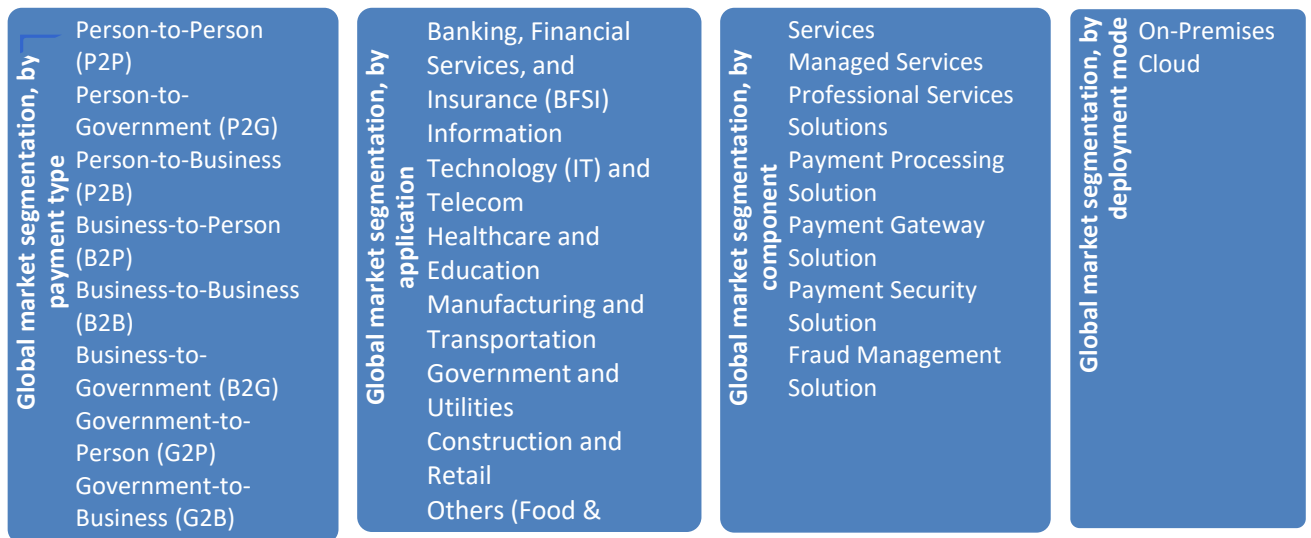 Global market segmentation, by
payment type
Person-to-Person
(P2P)
Person-to-
Government (P2G)
Person-to-Business
(P2B)
Business-to-Person
(B2P)
Business-to-Business
(B2B)
Business-to-
Government (B2G)
Government-to-
Person (G2P)
Government-to-
Business (G2B)
Global market segmentation, by
application
Banking, Financial
Services, and
Insurance (BFSI)
Information
Technology (IT) and
Telecom
Healthcare and
Education
Manufacturing and
Transportation
Government and
Utilities
Construction and
Retail
Others (Food &
Global market segmentation, by
component
Services
Managed Services
Professional Services
Solutions
Payment Processing
Solution
Payment Gateway
Solution
Payment Security
Solution
Fraud Management
Solution
Global market segmentation, by
deployment mode
On-Premises
Cloud